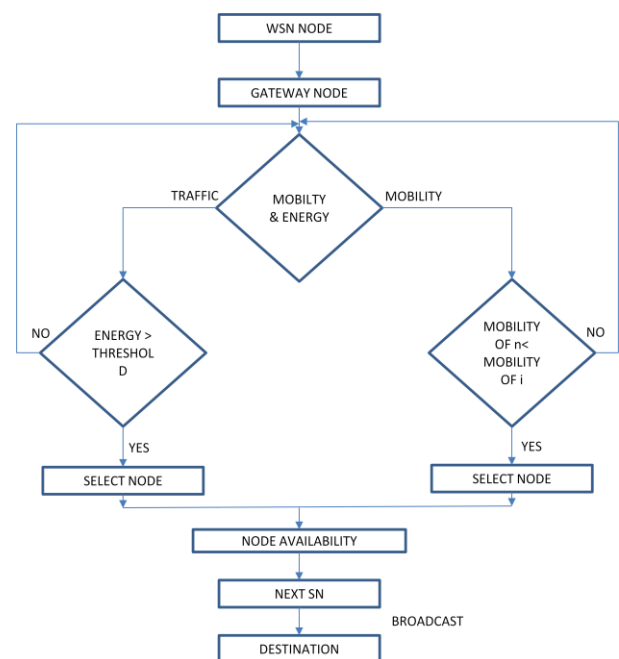 WSN NODE
GATEWAY NODE
TRAFFIC
MOBILTY
& ENERGY
MOBILITY
NO
ENERGY >
THRESHOL
D
MOBILITY
OF n<
MOBILITY
OF i
NO
YES
YES
SELECT NODE
SELECT NODE
NODE AVAILABILITY
NEXT SN
BROADCAST
DESTINATION